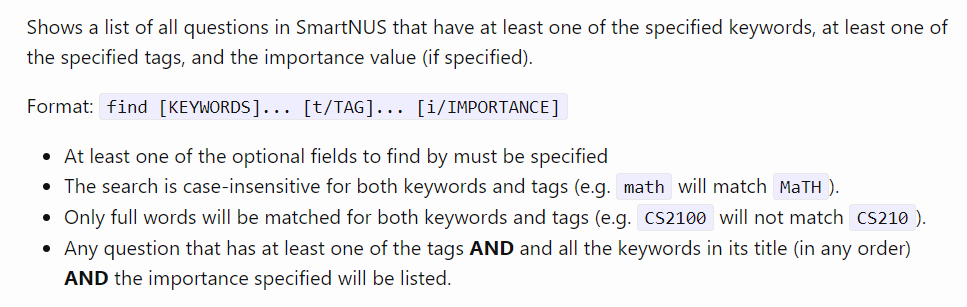 Shows a list of all questions in SmartNUS that have at least one of the specified keywords, at least one of
the specified tags, and the importance value (if specified).
Format: find [KEYWORDS]... [t/TAG]... [i/IMPORTANCE]
• At least one of the optional fields to find by must be specified
• The search is case-insensitive for both keywords and tags (e.g. math will match MaTH ).
• Only full words will be matched for both keywords and tags (e.g. CS2100 will not match CS210 ).
• Any question that has at least one of the tags AND and all the keywords in its title (in any order)
AND the importance specified will be listed.